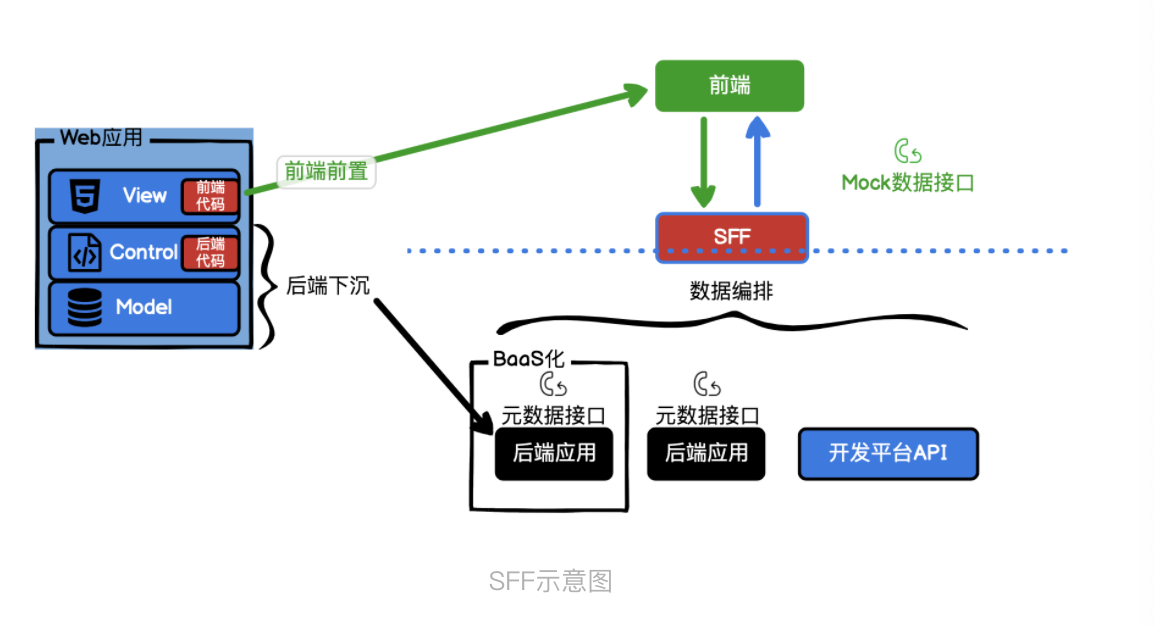 前端
Web应用
前端前置
Mock数据接口
View
前端
代码
SFF
Control
后端
代码
后端下沉
数据编排
Model
BaaS化
元数据接口
元数据接口
后端应用
后端应用
开发平台API
SFF示意图